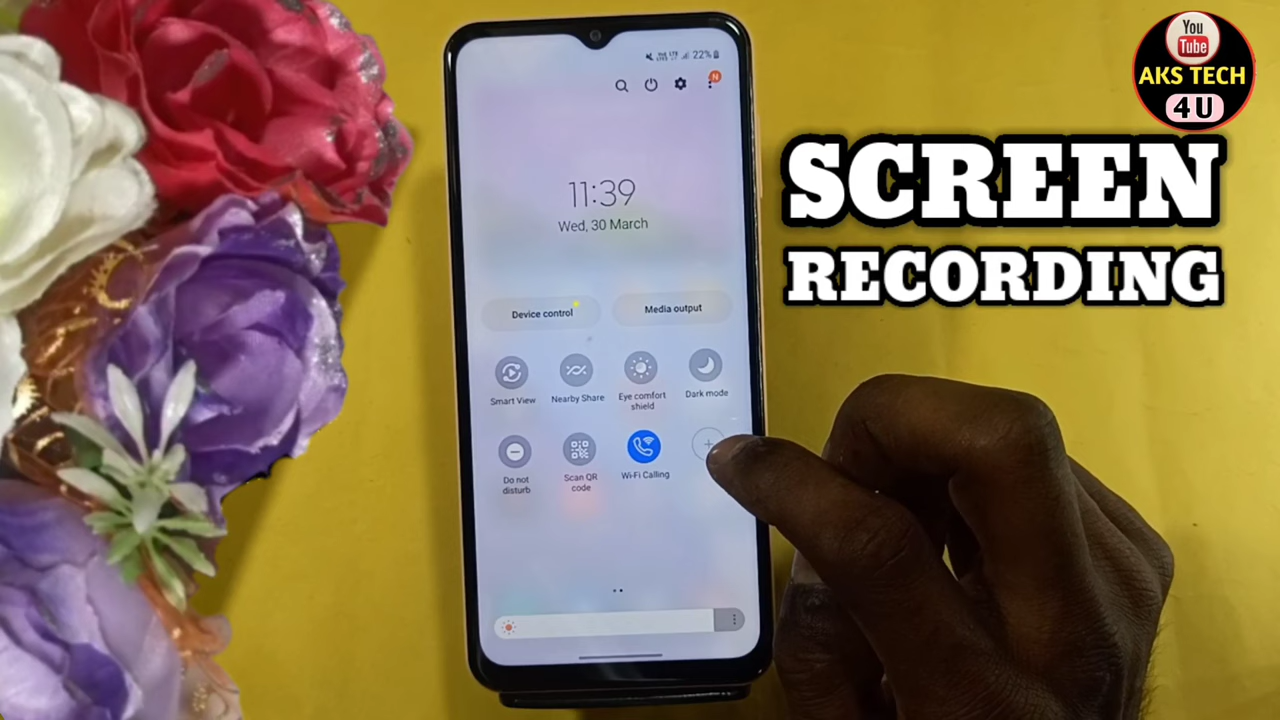 You
Tube
AKS TECH
4U
SCREEN
RECORDING
22%
N
11:39
Wed, 30 March
Device control
Media output
Smart View
Nearby Share
Eye comfort
shield
Dark mode
Do not
disturb
Scan QR
code
Wi-Fi Calling